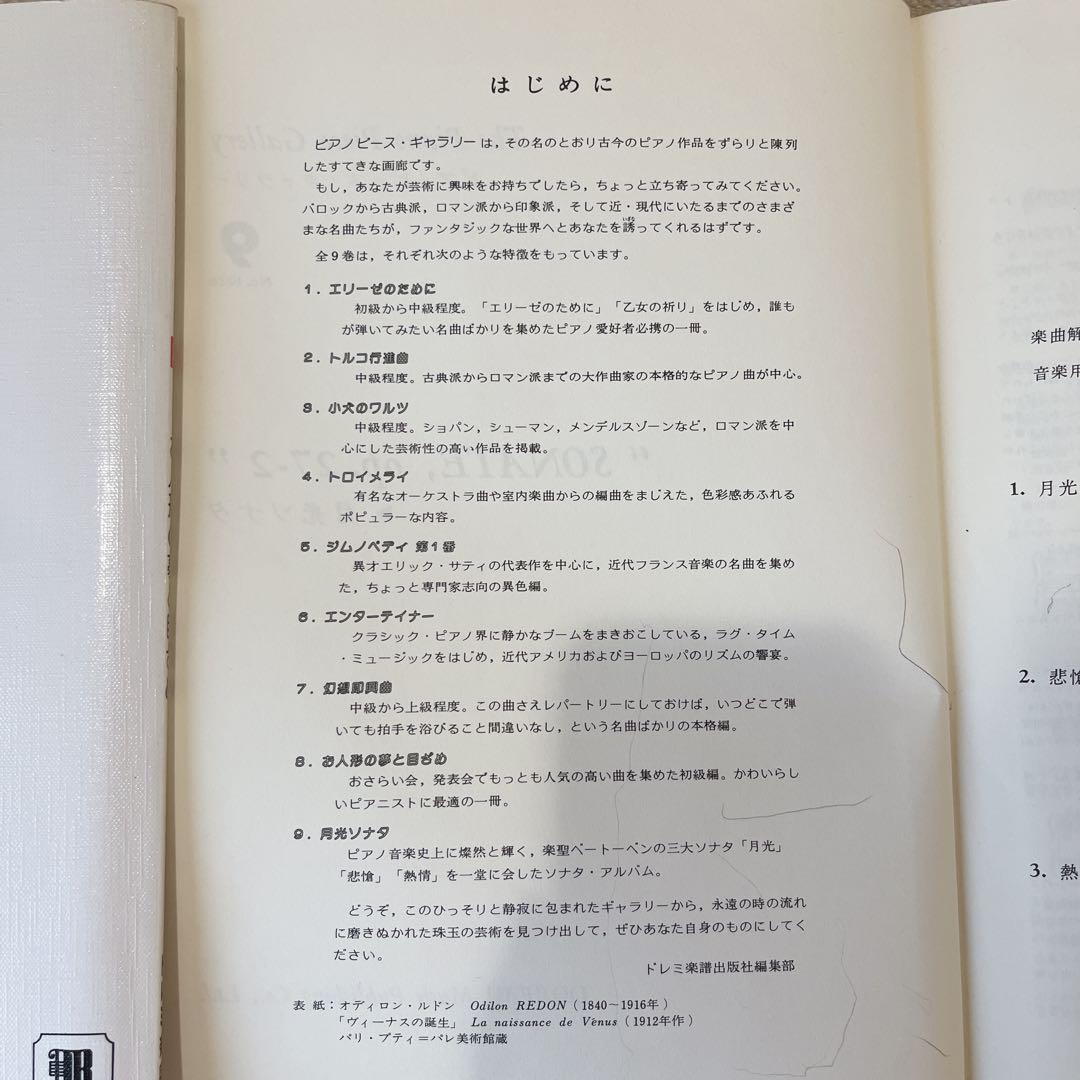 はじめに
ピアノピース・ギャラリーは，その名のとおり古今のピアノ作品をずらりと陳列
したすてきな画廊です。
もし，あなたが芸術に興味をお持ちでしたら，ちょっと立ち寄ってみてください。
バロックから古典派，ロマン派から印象派，そして近・現代にいたるまでのさまざ
まな名曲たちが，ファンタジックな世界へとあなたを誘ってくれるはずです。
全9巻は，それぞれ次のような特徴をもっています。
1．エリーゼのために
初級から中級程度。「エリーゼのために」「乙女の祈り」をはじめ，誰も
が弾いてみたい名曲ばかりを集めたピアノ愛好者必携の一冊。
2．トルコ行進曲
中級程度。古典派からロマン派までの大作曲家の本格的なピアノ曲が中心。
3．小犬のワルツ
中級程度。ショパン，シューマン，メンデルスゾーンなど，ロマン派を中
心にした芸術性の高い作品を掲載。
4．トロイメライ
有名なオーケストラ曲や室内楽曲からの編曲をまじえた，色彩感あふれる
ポピュラーな内容。
5．ジムノペディ 第1番
異才エリック・サティの代表作を中心に，近代フランス音楽の名曲を集め
た，ちょっと専門家志向の異色編。
6．エンターテイナー
クラシック・ピアノ界に静かなブームをまきおこしている，ラグ・タイム
・ミュージックをはじめ，近代アメリカおよびヨーロッパのリズムの饗宴。
7．幻想即興曲
中級から上級程度。この曲さえレパートリーにしておけば，いつどこで弾
いても拍手を浴びること間違いなし，という名曲ばかりの本格編。
8．お人形の夢と目ざめ
おさらい会，発表会でもっとも人気の高い曲を集めた初級編。かわいらし
いピアニストに最適の一冊。
9．月光ソナタ
ピアノ音楽史上に燦然と輝く，楽聖ベートーベンの三大ソナタ「月光」
「悲愴」「熱情」を一堂に会したソナタ・アルバム。
どうぞ，このひっそりと静寂に包まれたギャラリーから，永遠の時の流れ
に磨きぬかれた珠玉の芸術を見つけ出して，ぜひあなた自身のものにしてく
ださい。
ドレミ楽譜出版社編集部
表 紙：オディロン・ルドン Odilon REDON（1840～1916年）
「ヴィーナスの誕生」 La naissance de Vénus（1912年作）
パリ・プティ＝パレ美術館蔵
楽曲解
音楽用
1. 月光
2. 悲愴
3. 熱